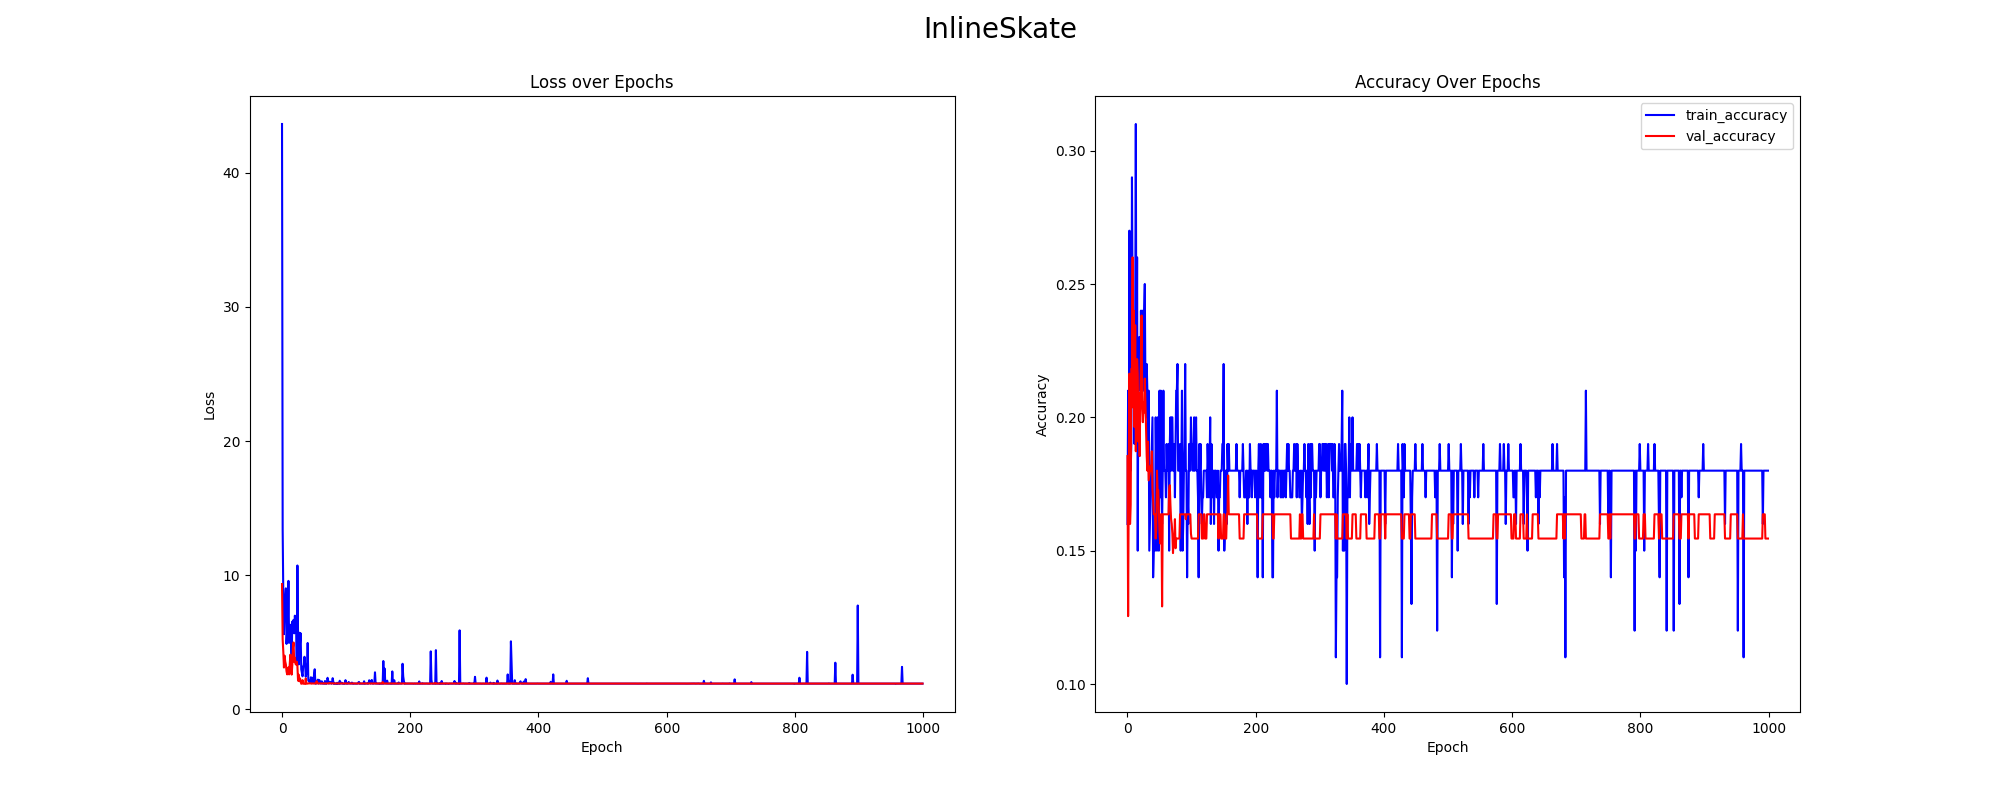 InlineSkate
Loss over Epochs
40
30
20
10
0
Loss
0 200 400 600 800 1000
Epoch
Accuracy Over Epochs
train_accuracy
val_accuracy
0.30
0.25
0.20
0.15
0.10
Accuracy
0 200 400 600 800 1000
Epoch